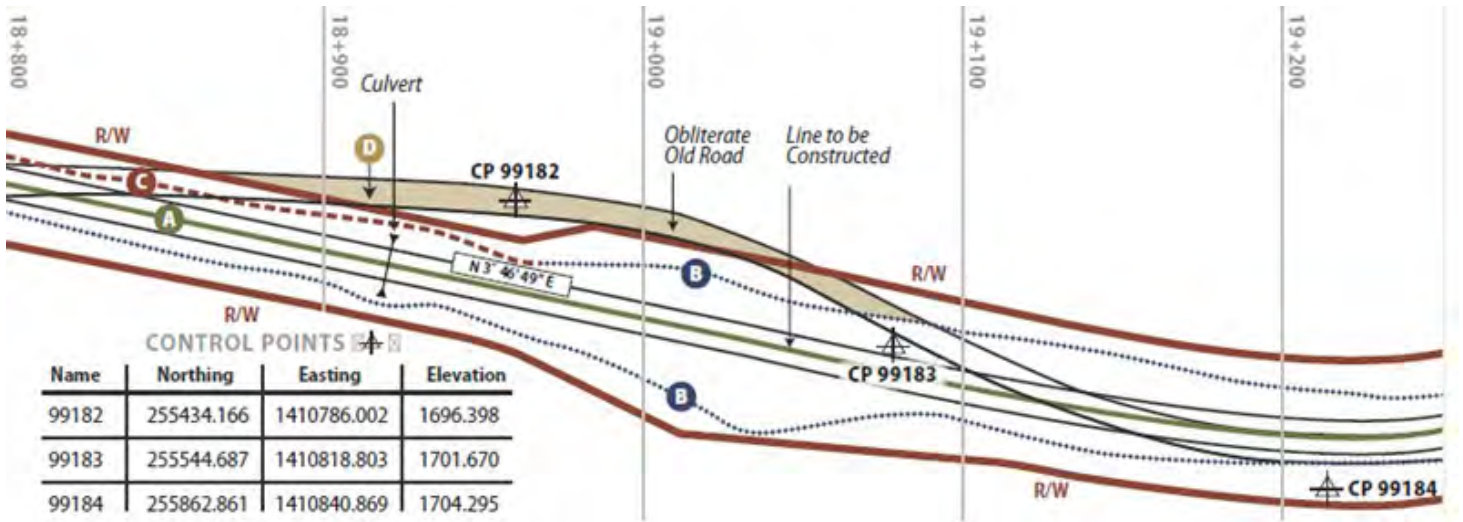 18+800
18+900
19+000
19+100
19+200
Culvert
R/W
D
CP 99182
Obliterate
Old Road
Line to be
Constructed
C
A
N 3° 46' 49" E
B
R/W
R/W
CONTROL POINTS
CP 99183
B
Name Northing Easting Elevation
99182 255434.166 1410786.002 1696.398
99183 255544.687 1410818.803 1701.670
99184 255862.861 1410840.869 1704.295
R/W
CP 99184